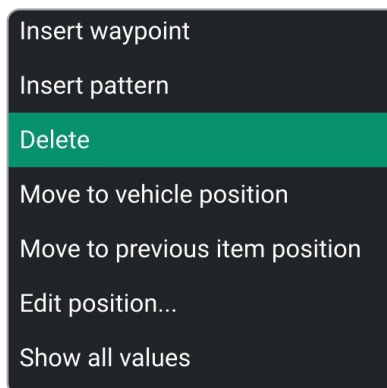 Insert waypoint
Insert pattern
Delete
Move to vehicle position
Move to previous item position
Edit position...
Show all values